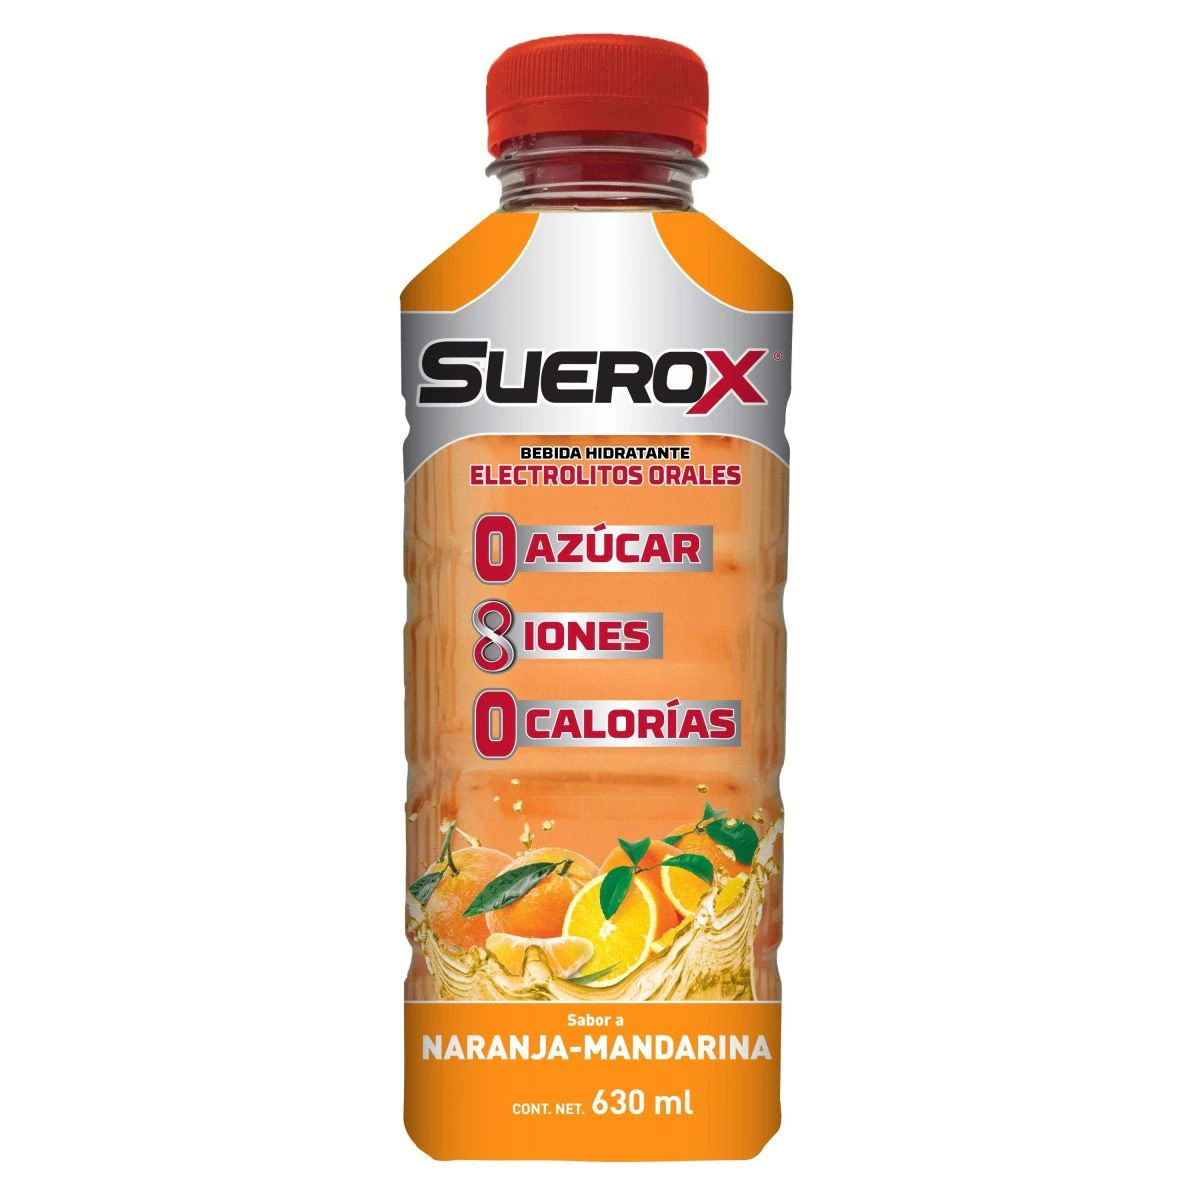 SUEROX®
BEBIDA HIDRATANTE
ELECTROLITOS ORALES
0 AZÚCAR
8 IONES
0 CALORÍAS
Sabor a
NARANJA-MANDARINA
CONT. NET. 630 ml